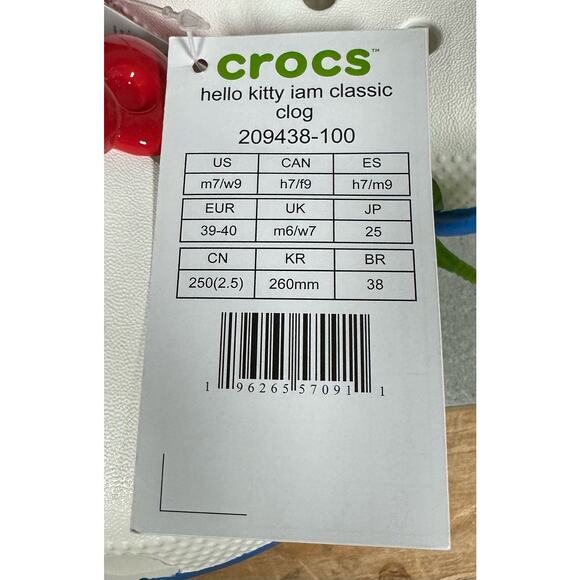 crocs™
hello kitty iam classic
clog
209438-100
US CAN ES
m7/w9 h7/f9 h7/m9
EUR UK JP
39-40 m6/w7 25
CN KR BR
250(2.5) 260mm 38
1 96265 57091 1